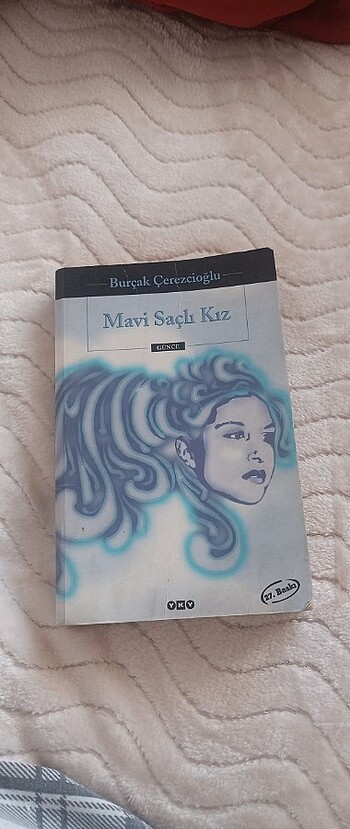 Burçak Çerezcioğlu
Mavi Saçlı Kız
GÜNCE
YKY
27. Baskı